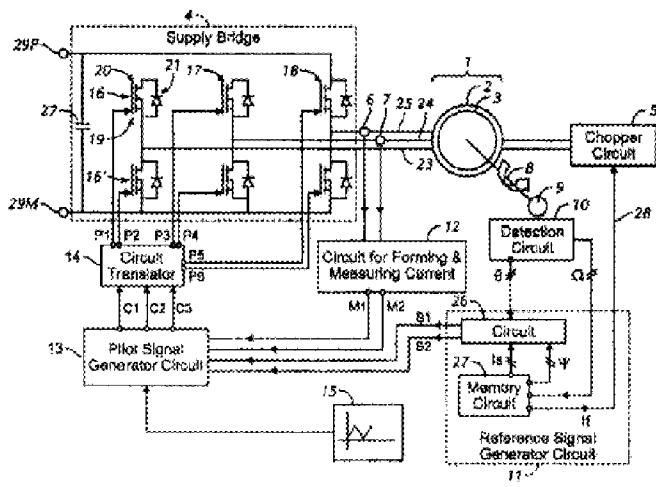 4
29P
Supply Bridge
20
21
17
18
1
16
2
3
27
6
7
25
24
5
19
Chopper
Circuit
16'
23
8
9
29M
12
10
28
P1
P2
P3
P4
Detection
Circuit
14
Circuit
Translator
P5
P6
Circuit for Forming &
Measuring Current
θ
Ω
C1
C2
C3
M1
M2
26
S1
S2
Circuit
13
Pilot Signal
Generator Circuit
Is
Ψ
27
Memory
Circuit
15
If
Reference Signal
Generator Circuit
11